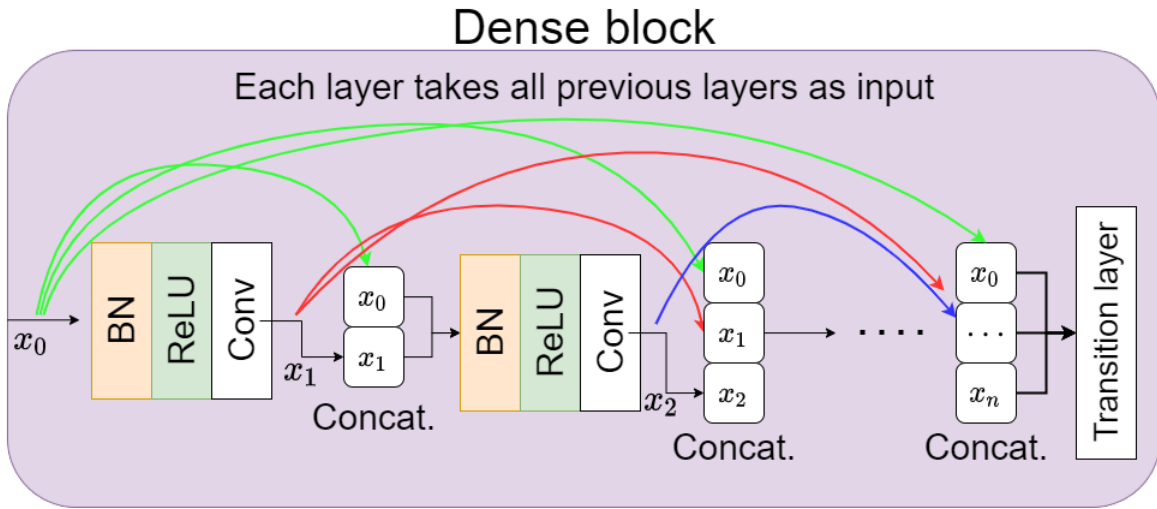 Dense block
Each layer takes all previous layers as input
x₀
BN
ReLU
Conv
x₁
x₀
x₁
Concat.
BN
ReLU
Conv
x₂
x₀
x₁
x₂
Concat.
....
x₀
...
xₙ
Concat.
Transition layer